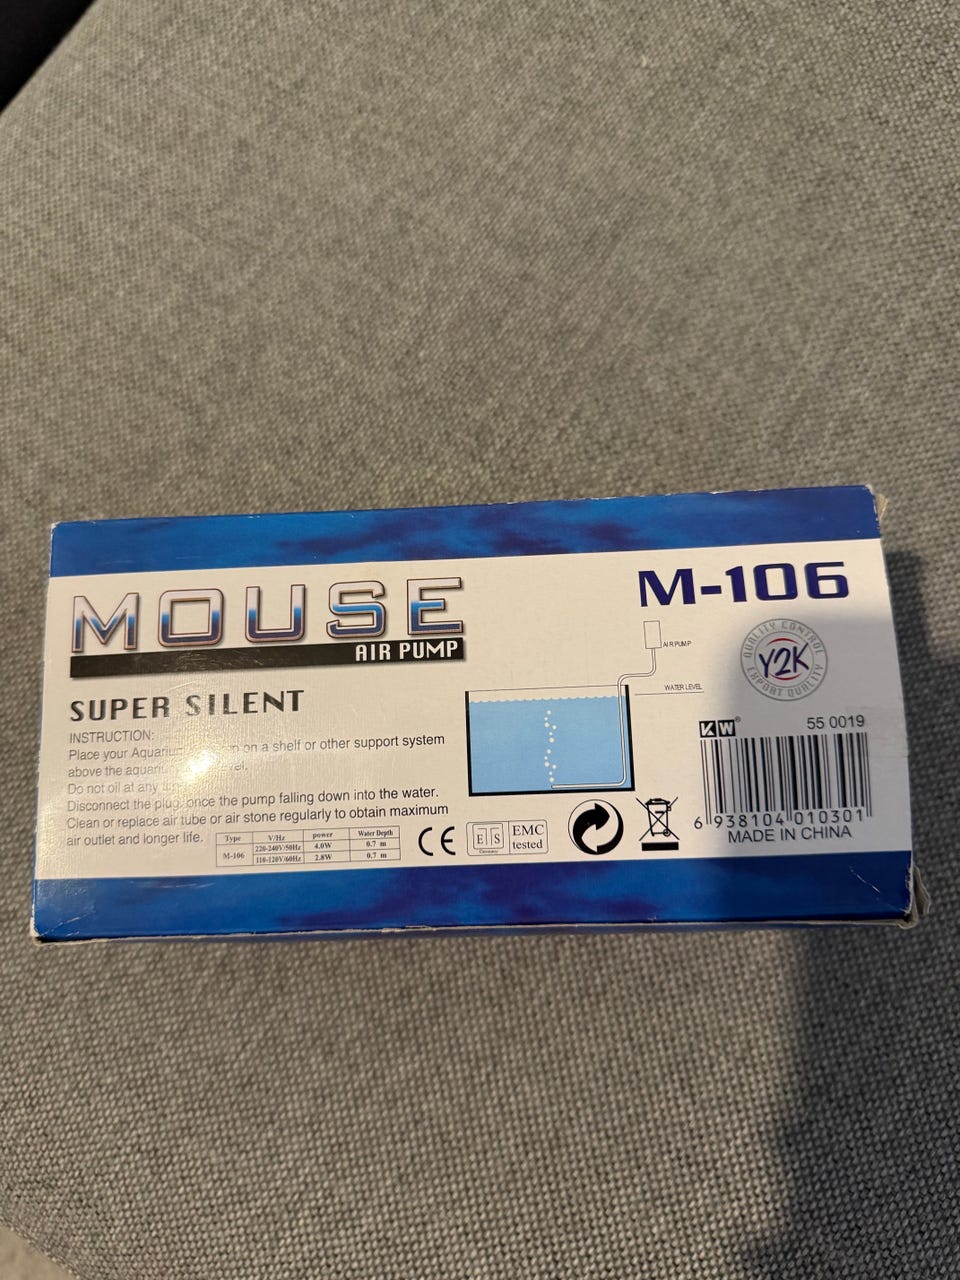 MOUSE
AIR PUMP
M-106
SUPER SILENT
AIR PUMP
WATER LEVEL
QUALITY CONTROL
Y2K
EXPORT QUALITY
INSTRUCTION:
Place your on a shelf or other support system
above the
Do not oil at any
Disconnect the plug, once the pump falling down into the water.
Clean or replace air tube or air stone regularly to obtain maximum
air outlet and longer life.
Type V/Hz power Water Depth
M-106 220-240V/50Hz 4.0W 0.7 m
110-120V/60Hz 2.8W 0.7 m
CE
E S
Germany
EMC
tested
KW®
55 0019
6 938104 010301
MADE IN CHINA